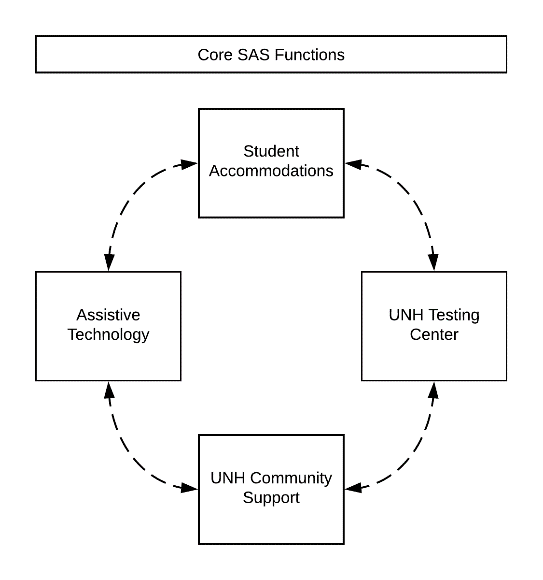 Core SAS Functions
Student
Accommodations
Assistive
Technology
UNH Testing
Center
UNH Community
Support